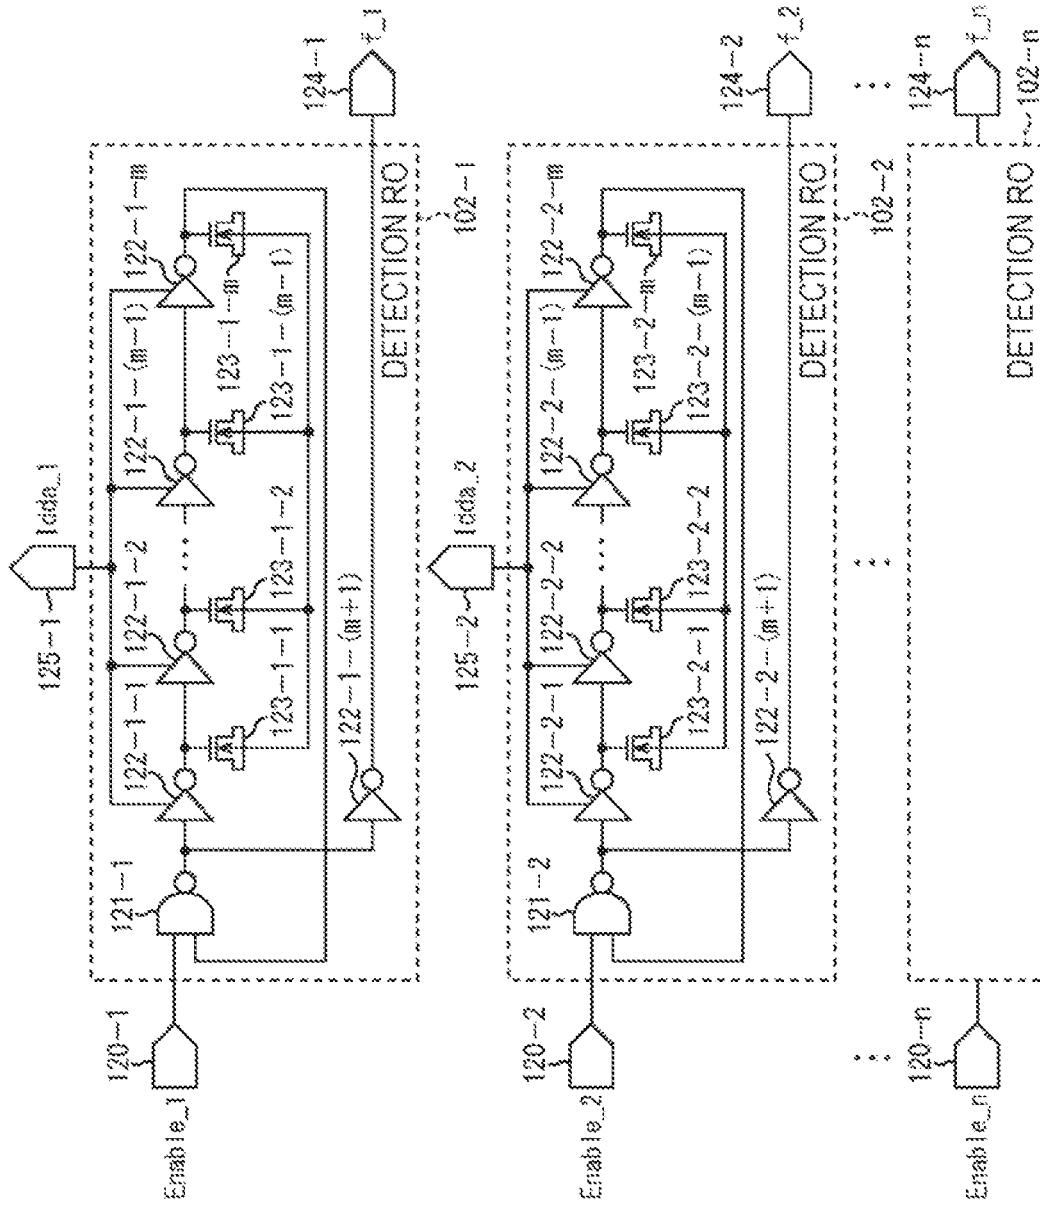 Enable_1
120-1
121-1
122-1-1
122-1-2
122-1-(m-1)
122-1-m
123-1-1
123-1-2
123-1-(m-1)
123-1-m
122-1-(m+1)
125-1
Idda_1
DETECTION RO
102-1
124-1
f_1
Enable_2
120-2
121-2
122-2-1
122-2-2
122-2-(m-1)
122-2-m
123-2-1
123-2-2
123-2-(m-1)
123-2-m
122-2-(m+1)
125-2
Idda_2
DETECTION RO
102-2
124-2
f_2
Enable_n
120-n
DETECTION RO
102-n
124-n
f_n